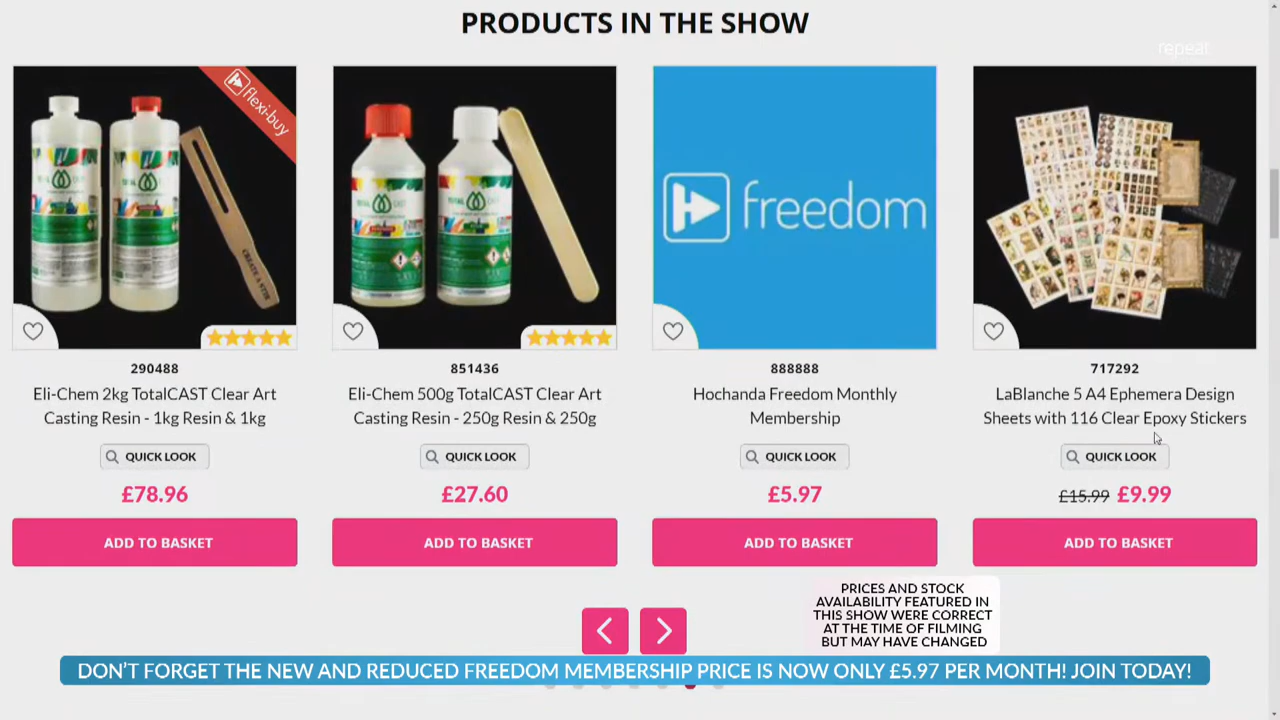 PRODUCTS IN THE SHOW
repeat
flexi-buy
CREATE A STIR
freedom
290488
Eli-Chem 2kg TotalCAST Clear Art
Casting Resin - 1kg Resin & 1kg
QUICK LOOK
£78.96
ADD TO BASKET
851436
Eli-Chem 500g TotalCAST Clear Art
Casting Resin - 250g Resin & 250g
QUICK LOOK
£27.60
ADD TO BASKET
888888
Hochanda Freedom Monthly
Membership
QUICK LOOK
£5.97
ADD TO BASKET
717292
LaBlanche 5 A4 Ephemera Design
Sheets with 116 Clear Epoxy Stickers
QUICK LOOK
£15.99 £9.99
ADD TO BASKET
PRICES AND STOCK
AVAILABILITY FEATURED IN
THIS SHOW WERE CORRECT
AT THE TIME OF FILMING
BUT MAY HAVE CHANGED
DON'T FORGET THE NEW AND REDUCED FREEDOM MEMBERSHIP PRICE IS NOW ONLY £5.97 PER MONTH! JOIN TODAY!